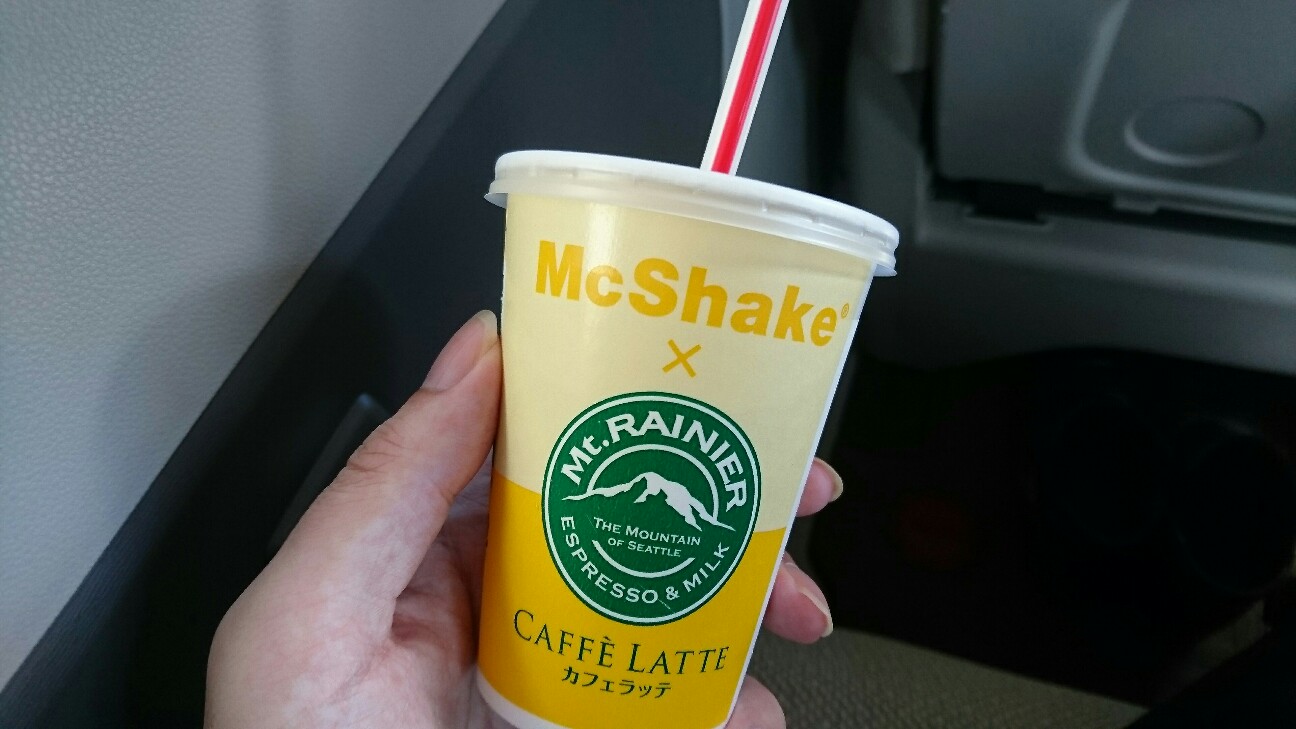 McShake®
×
Mt. RAINIER
THE MOUNTAIN
OF SEATTLE
ESPRESSO & MILK
CAFFÈ LATTE
カフェラッテ